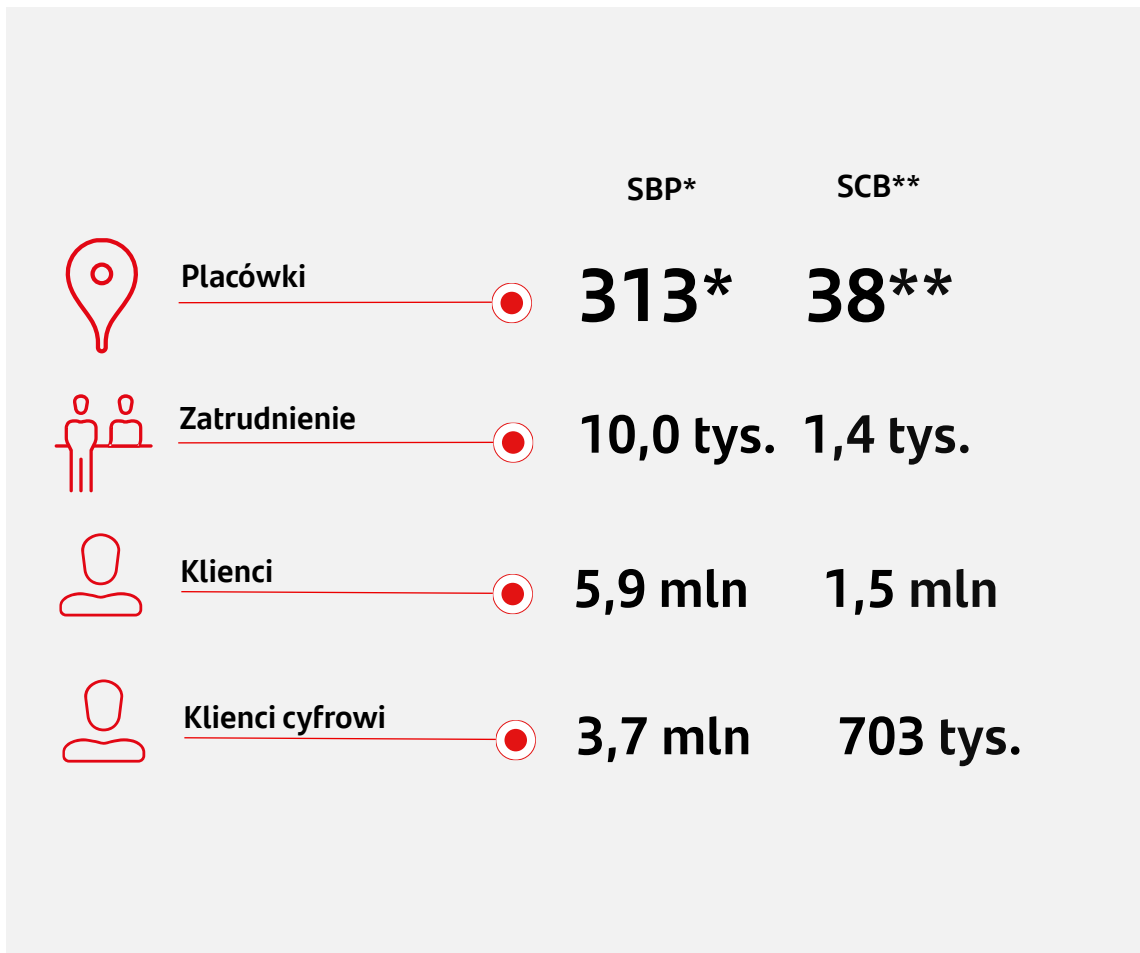 SBP* SCB**
Placówki 313* 38**
Zatrudnienie 10,0 tys. 1,4 tys.
Klienci 5,9 mln 1,5 mln
Klienci cyfrowi 3,7 mln 703 tys.